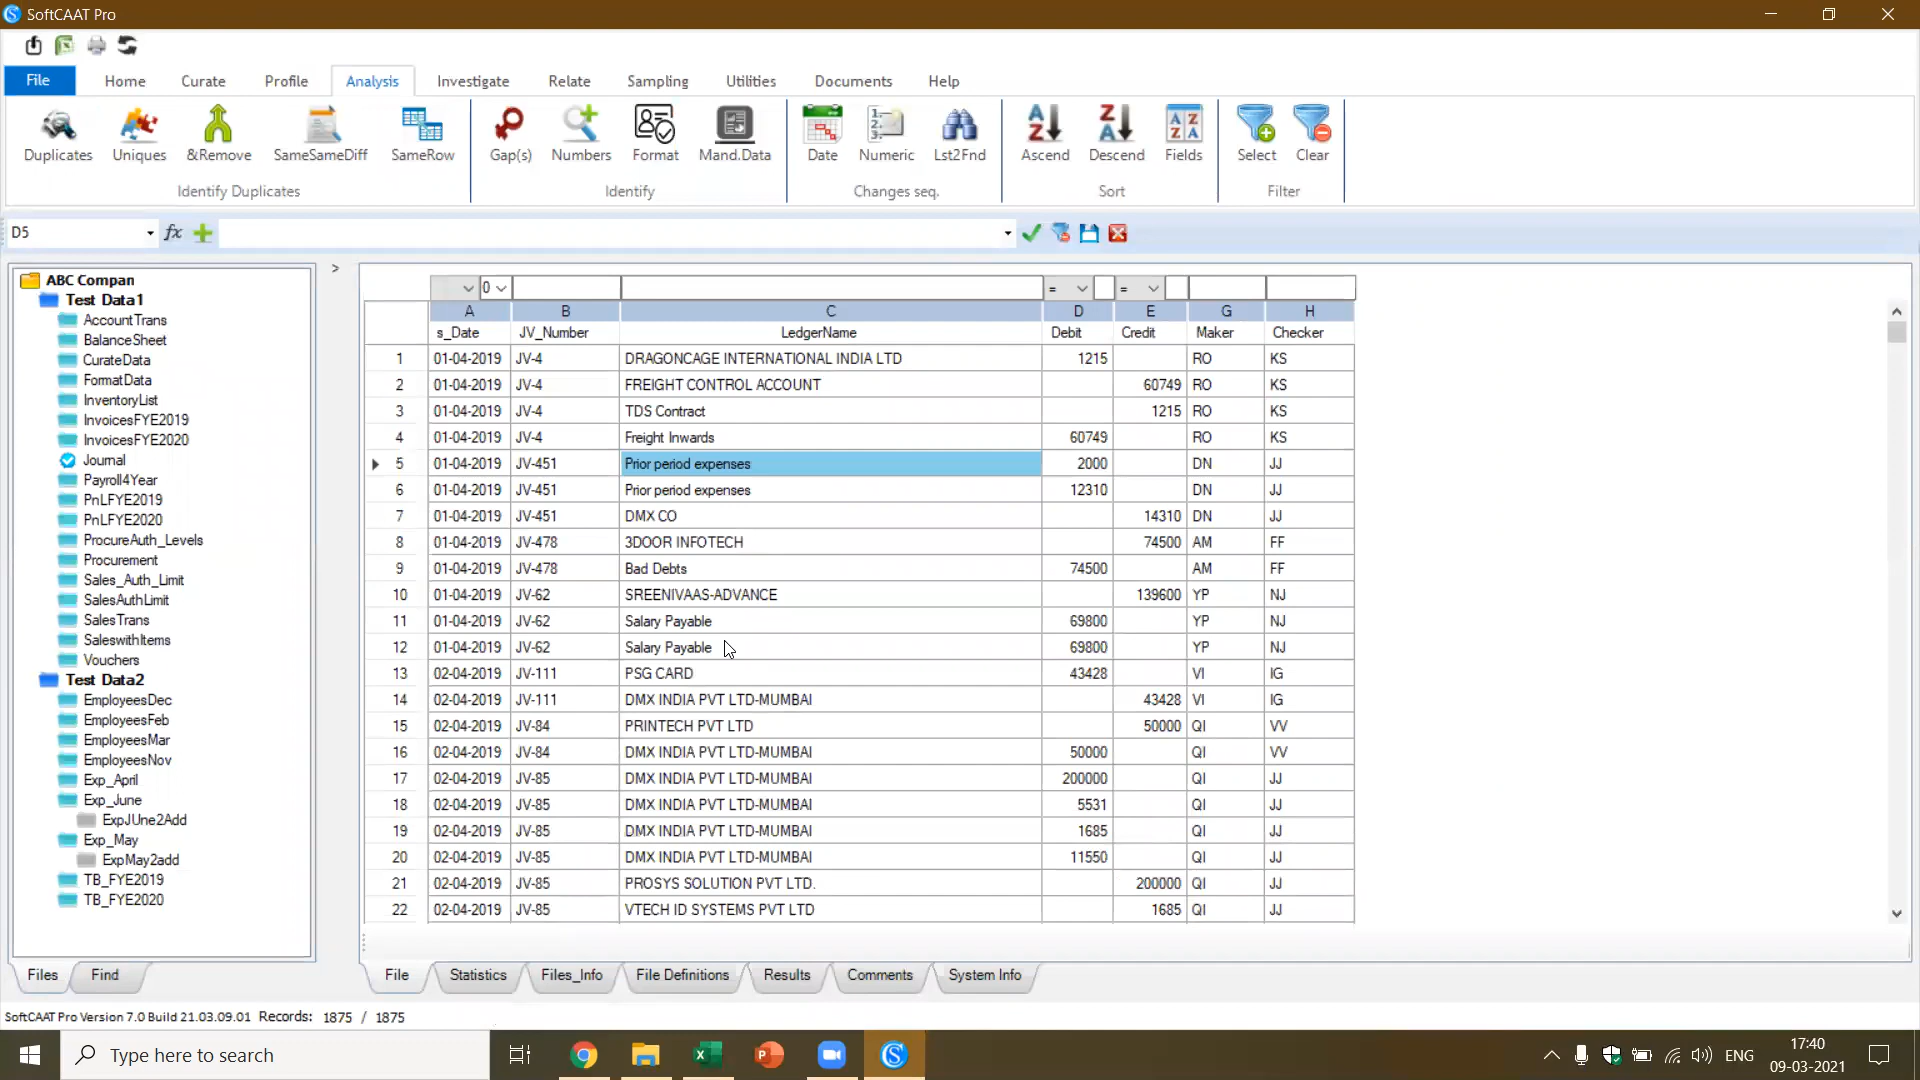 SoftCAAT Pro
File Home Curate Profile Analysis Investigate Relate Sampling Utilities Documents Help
Duplicates Uniques &Remove SameSameDiff SameRow Gap(s) Numbers Format Mand.Data Date Numeric Lst2Fnd Ascend Descend Fields Select Clear
Identify Duplicates Identify Changes seq. Sort Filter
D5 fx
ABC Compan
Test Data1
AccountTrans
BalanceSheet
CurateData
FormatData
InventoryList
InvoicesFYE2019
InvoicesFYE2020
Journal
Payroll4Year
PnLFYE2019
PnLFYE2020
ProcureAuth_Levels
Procurement
Sales_Auth_Limit
SalesAuthLimit
SalesTrans
SaleswithItems
Vouchers
Test Data2
EmployeesDec
EmployeesFeb
EmployeesMar
EmployeesNov
Exp_April
Exp_June
ExpJUne2Add
Exp_May
ExpMay2add
TB_FYE2019
TB_FYE2020
Files Find
> 0 = =
A B C D E G H
s_Date JV_Number LedgerName Debit Credit Maker Checker
1 01-04-2019 JV-4 DRAGONCAGE INTERNATIONAL INDIA LTD 1215 RO KS
2 01-04-2019 JV-4 FREIGHT CONTROL ACCOUNT 60749 RO KS
3 01-04-2019 JV-4 TDS Contract 1215 RO KS
4 01-04-2019 JV-4 Freight Inwards 60749 RO KS
5 01-04-2019 JV-451 Prior period expenses 2000 DN JJ
6 01-04-2019 JV-451 Prior period expenses 12310 DN JJ
7 01-04-2019 JV-451 DMX CO 14310 DN JJ
8 01-04-2019 JV-478 3DOOR INFOTECH 74500 AM FF
9 01-04-2019 JV-478 Bad Debts 74500 AM FF
10 01-04-2019 JV-62 SREENIVAAS-ADVANCE 139600 YP NJ
11 01-04-2019 JV-62 Salary Payable 69800 YP NJ
12 01-04-2019 JV-62 Salary Payable 69800 YP NJ
13 02-04-2019 JV-111 PSG CARD 43428 VI IG
14 02-04-2019 JV-111 DMX INDIA PVT LTD-MUMBAI 43428 VI IG
15 02-04-2019 JV-84 PRINTECH PVT LTD 50000 QI VV
16 02-04-2019 JV-84 DMX INDIA PVT LTD-MUMBAI 50000 QI VV
17 02-04-2019 JV-85 DMX INDIA PVT LTD-MUMBAI 200000 QI JJ
18 02-04-2019 JV-85 DMX INDIA PVT LTD-MUMBAI 5531 QI JJ
19 02-04-2019 JV-85 DMX INDIA PVT LTD-MUMBAI 1685 QI JJ
20 02-04-2019 JV-85 DMX INDIA PVT LTD-MUMBAI 11550 QI JJ
21 02-04-2019 JV-85 PROSYS SOLUTION PVT LTD. 200000 QI JJ
22 02-04-2019 JV-85 VTECH ID SYSTEMS PVT LTD 1685 QI JJ
File Statistics Files_Info File Definitions Results Comments System Info
SoftCAAT Pro Version 7.0 Build 21.03.09.01 Records: 1875 / 1875
Type here to search
ENG
17:40
09-03-2021